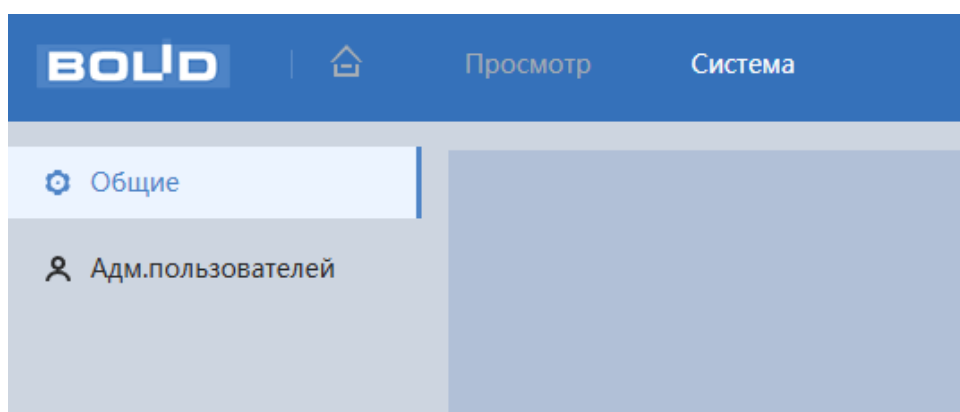 BOLID
Просмотр
Система
Общие
Адм.пользователей